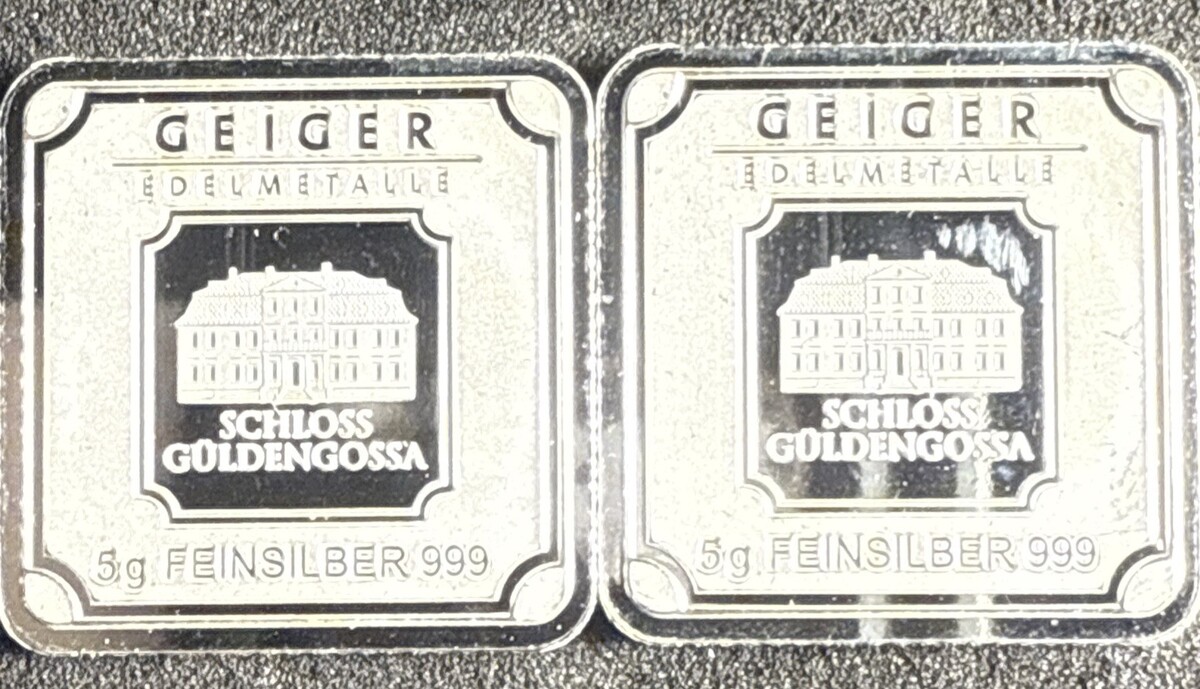 GEIGER
EDELMETALLE
SCHLOSS
GÜLDENGOSSA
5g FEINSILBER 999
GEIGER
EDELMETALLE
SCHLOSS
GÜLDENGOSSA
5g FEINSILBER 999